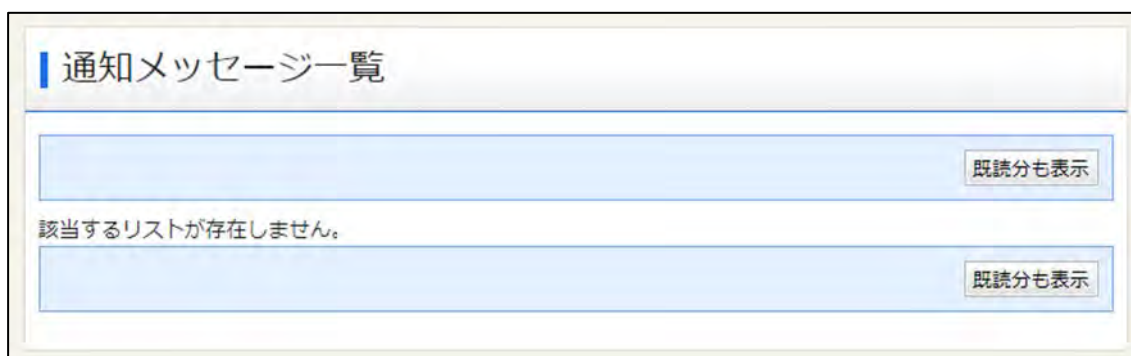 通知メッセージ一覧
既読分も表示
該当するリストが存在しません。
既読分も表示